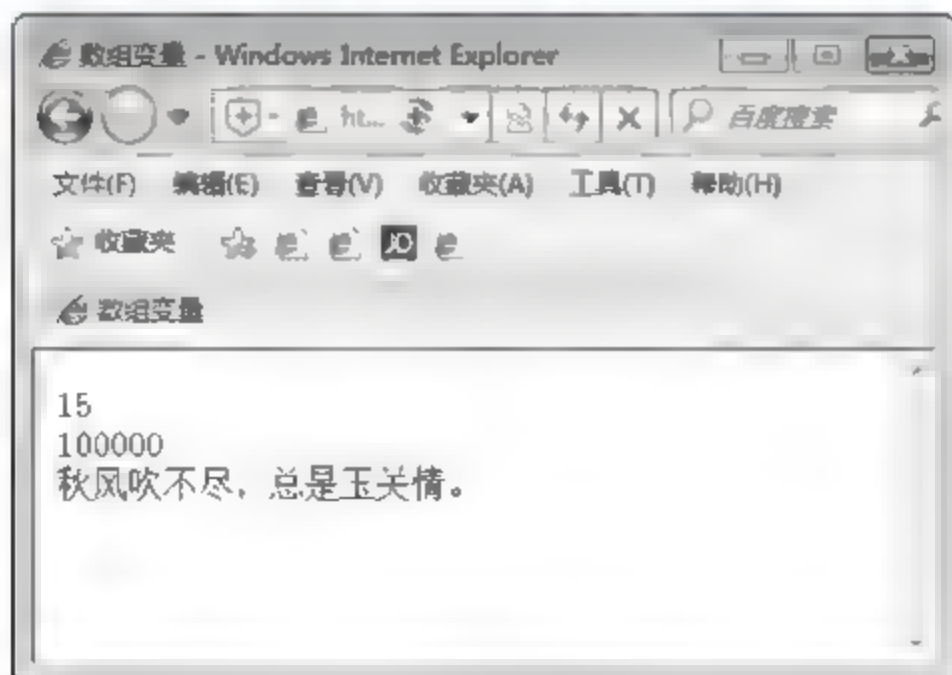 数组变量 - Windows Internet Explorer
ht... 百度搜索
文件(F) 编辑(E) 查看(V) 收藏夹(A) 工具(T) 帮助(H)
收藏夹 JD
数组变量
15
100000
秋风吹不尽，总是玉关情。